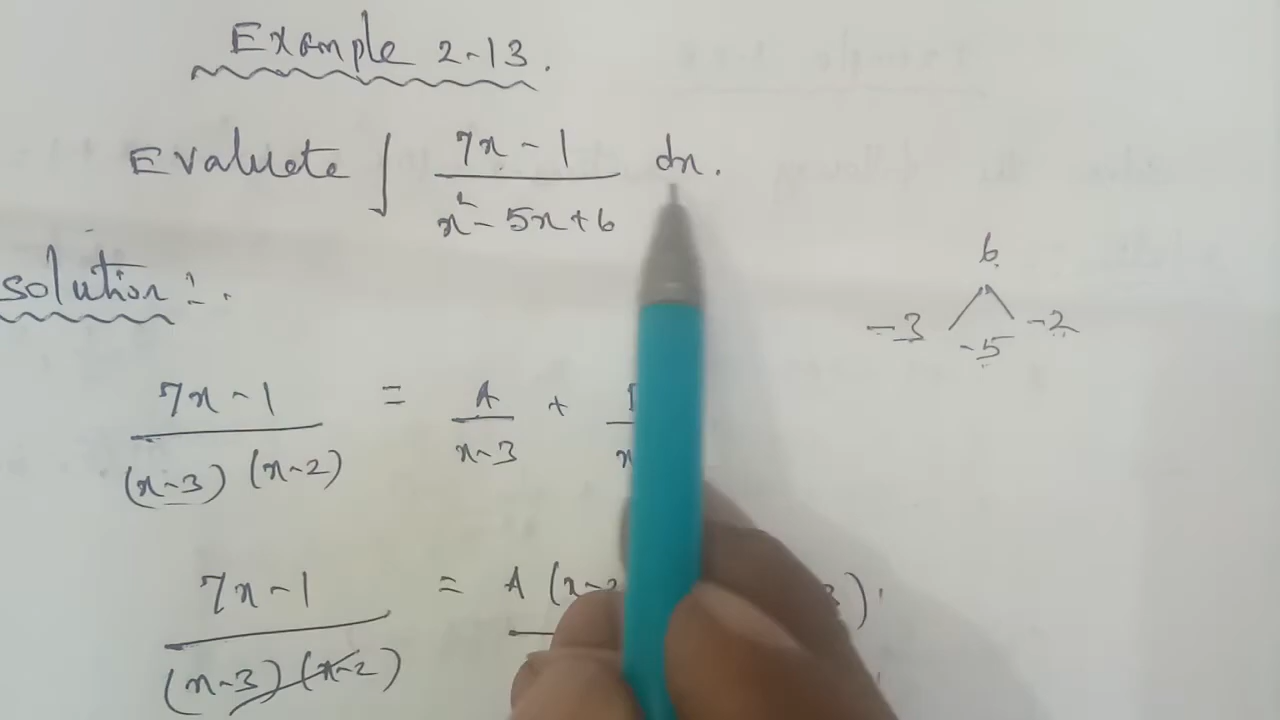 Example 2.13.
Evaluate ∫ (7x - 1)/(x² - 5x + 6) dx.
6
-3 -5 -2
solution :.
(7x - 1)/((x-3) (x-2)) = A/(x-3) +
(7x - 1)/((x-3)(x-2)) = A (x-